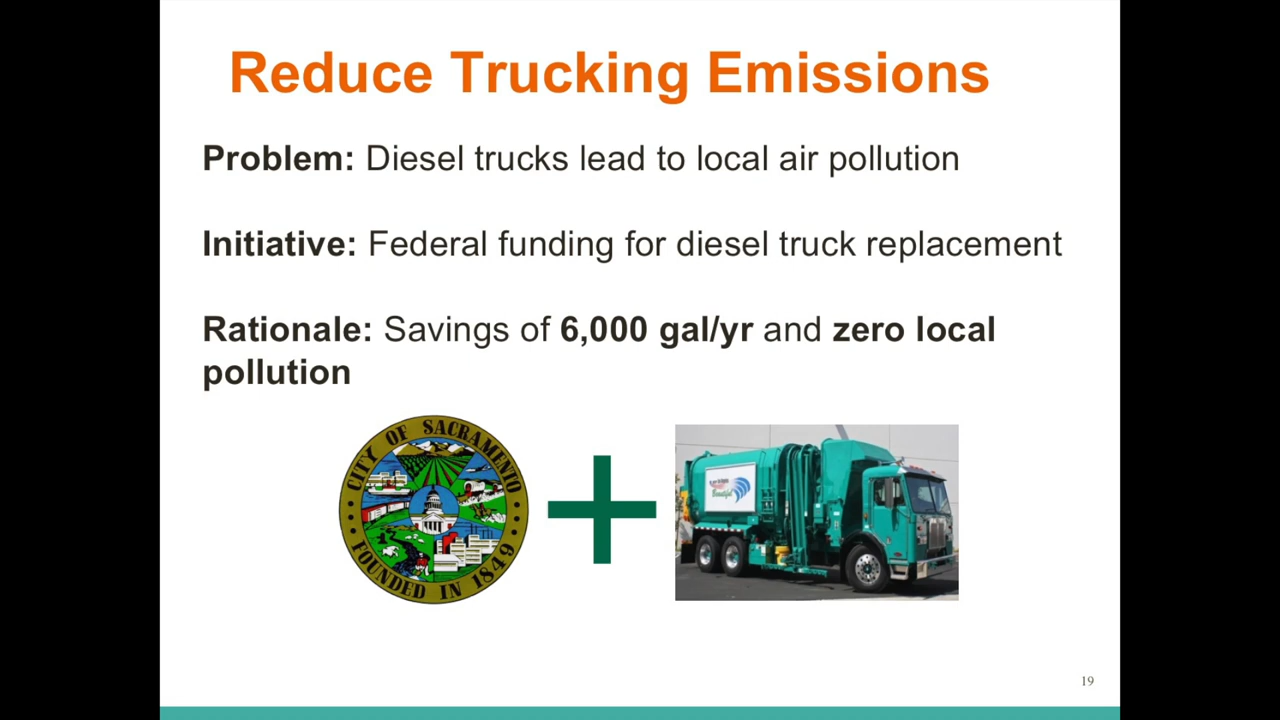 Reduce Trucking Emissions
Problem: Diesel trucks lead to local air pollution
Initiative: Federal funding for diesel truck replacement
Rationale: Savings of 6,000 gal/yr and zero local
pollution
CITY OF SACRAMENTO
FOUNDED IN 1849
Beautiful
19